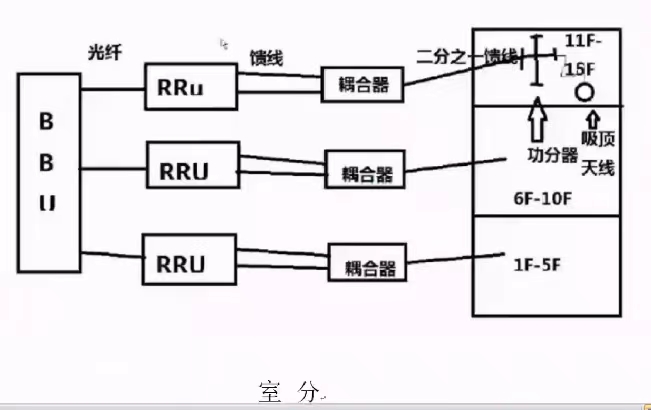 光纤
馈线
二分之一馈线
11F-
15F
BBU
RRu
耦合器
功分器
吸顶
天线
RRU
耦合器
6F-10F
RRU
耦合器
1F-5F
室 分